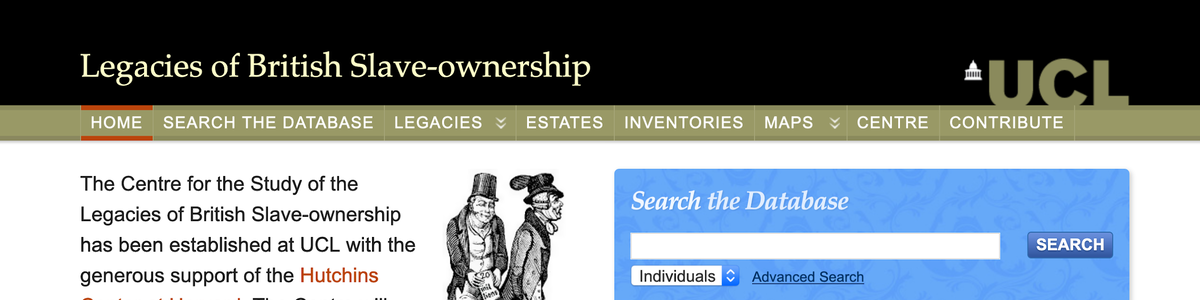 Legacies of British Slave-ownership
UCL
HOME SEARCH THE DATABASE LEGACIES ESTATES INVENTORIES MAPS CENTRE CONTRIBUTE
The Centre for the Study of the
Legacies of British Slave-ownership
has been established at UCL with the
generous support of the Hutchins
Search the Database
SEARCH
Individuals Advanced Search